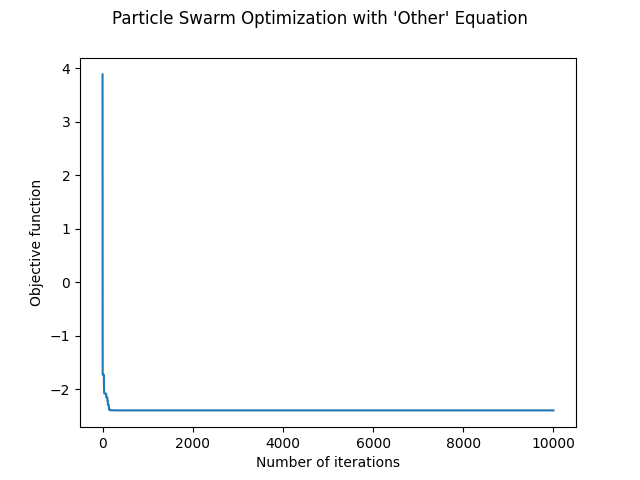 Particle Swarm Optimization with 'Other' Equation
4
3
2
1
0
−1
−2
Objective function
0 2000 4000 6000 8000 10000
Number of iterations